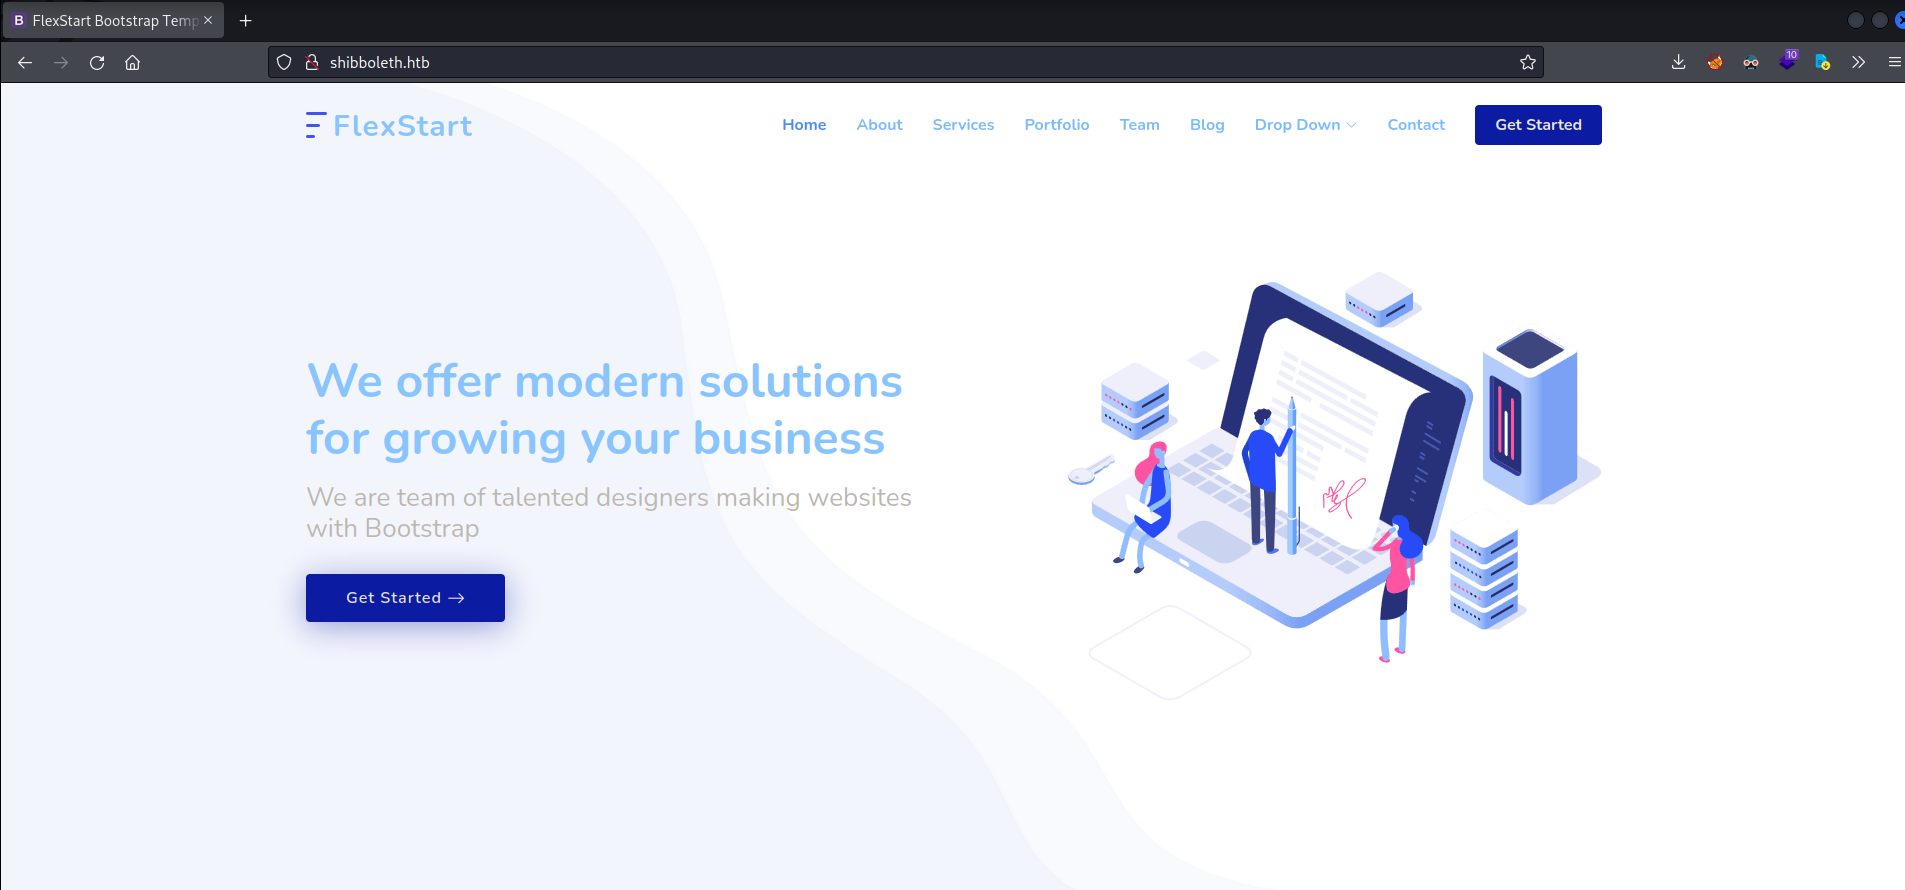 FlexStart Bootstrap Temp
shibboleth.htb
10
FlexStart
Home About Services Portfolio Team Blog Drop Down Contact Get Started
We offer modern solutions
for growing your business
We are team of talented designers making websites
with Bootstrap
Get Started